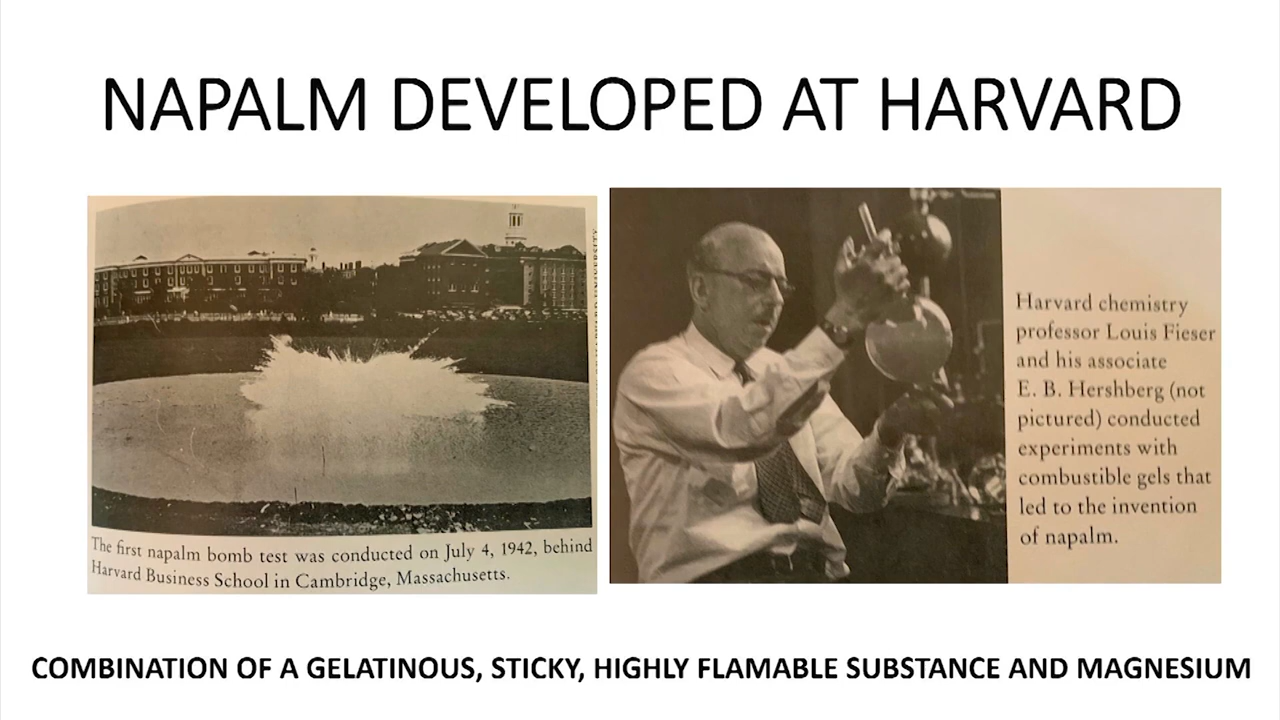 NAPALM DEVELOPED AT HARVARD
The first napalm bomb test was conducted on July 4, 1942, behind
Harvard Business School in Cambridge, Massachusetts.
Harvard chemistry
professor Louis Fieser
and his associate
E. B. Hershberg (not
pictured) conducted
experiments with
combustible gels that
led to the invention
of napalm.
COMBINATION OF A GELATINOUS, STICKY, HIGHLY FLAMABLE SUBSTANCE AND MAGNESIUM